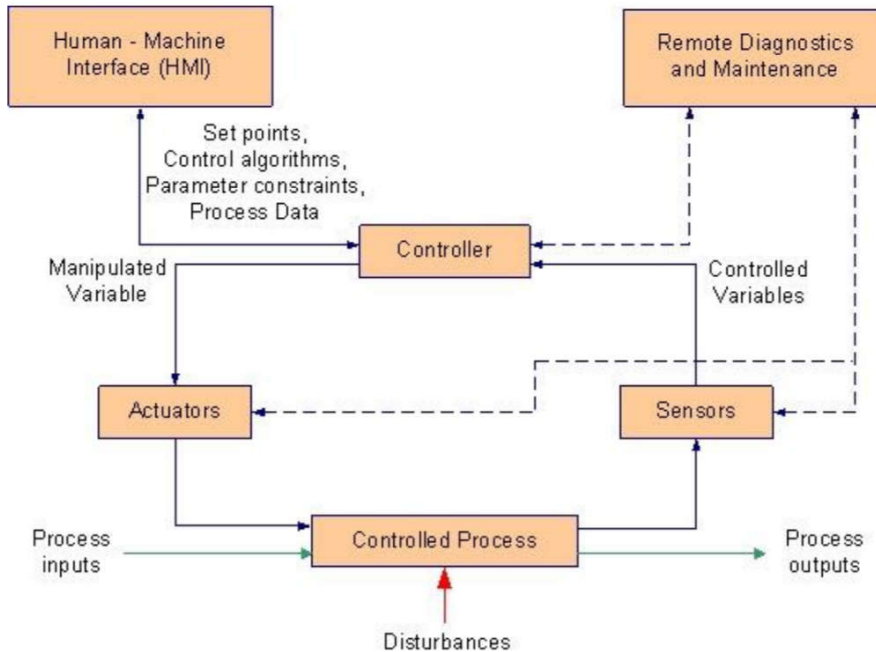 Human - Machine
Interface (HMI)
Remote Diagnostics
and Maintenance
Set points,
Control algorithms,
Parameter constraints,
Process Data
Controller
Manipulated
Variable
Controlled
Variables
Actuators
Sensors
Process
inputs
Controlled Process
Process
outputs
Disturbances